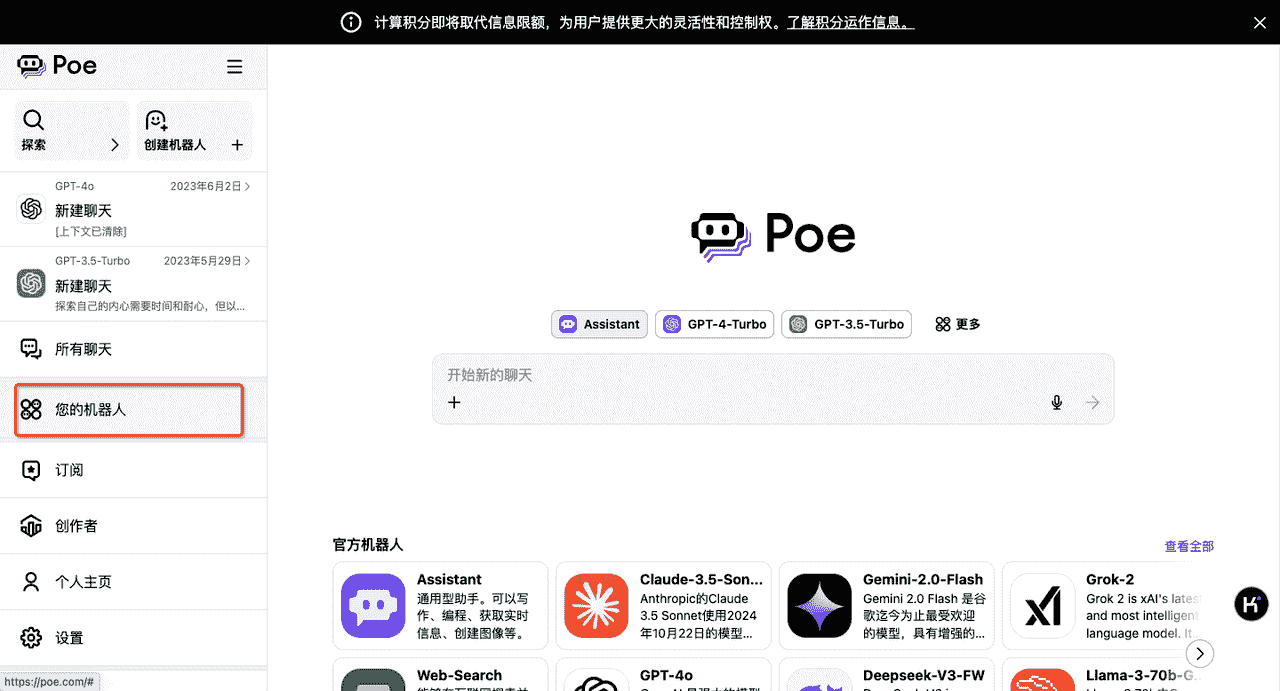 计算积分即将取代信息限额，为用户提供更大的灵活性和控制权。了解积分运作信息。
Poe
探索
创建机器人
GPT-4o 2023年6月2日
新建聊天
[上下文已清除]
GPT-3.5-Turbo 2023年5月29日
新建聊天
探索自己的内心需要时间和耐心，但以...
所有聊天
您的机器人
订阅
创作者
个人主页
设置
https://poe.com/#
Poe
Assistant GPT-4-Turbo GPT-3.5-Turbo 更多
开始新的聊天
官方机器人 查看全部
Assistant
通用型助手。可以写
作、编程、获取实时
信息、创建图像等。
Claude-3.5-Son...
Anthropic的Claude
3.5 Sonnet使用2024
年10月22日的模型...
Gemini-2.0-Flash
Gemini 2.0 Flash 是谷
歌迄今为止最受欢迎
的模型，具有增强的...
Grok-2
Grok 2 is xAI's latest
and most intelligent
language model. It...
Web-Search
GPT-4o
Deepseek-V3-FW
Llama-3-70b-G...